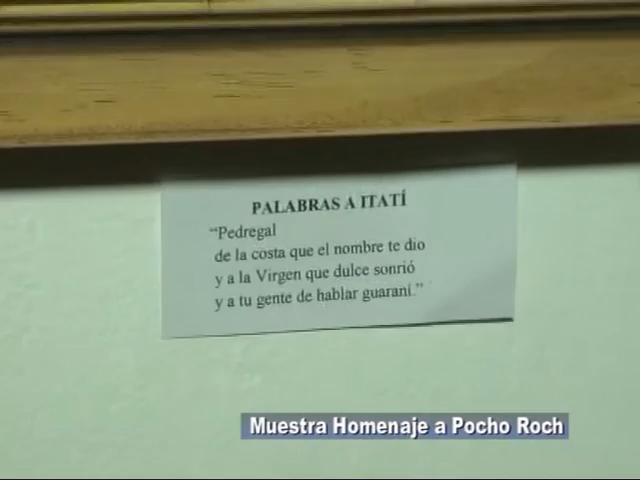 PALABRAS A ITATÍ
“Pedregal
de la costa que el nombre te dio
y a la Virgen que dulce sonrió
y a tu gente de hablar guaraní.”
Muestra Homenaje a Pocho Roch